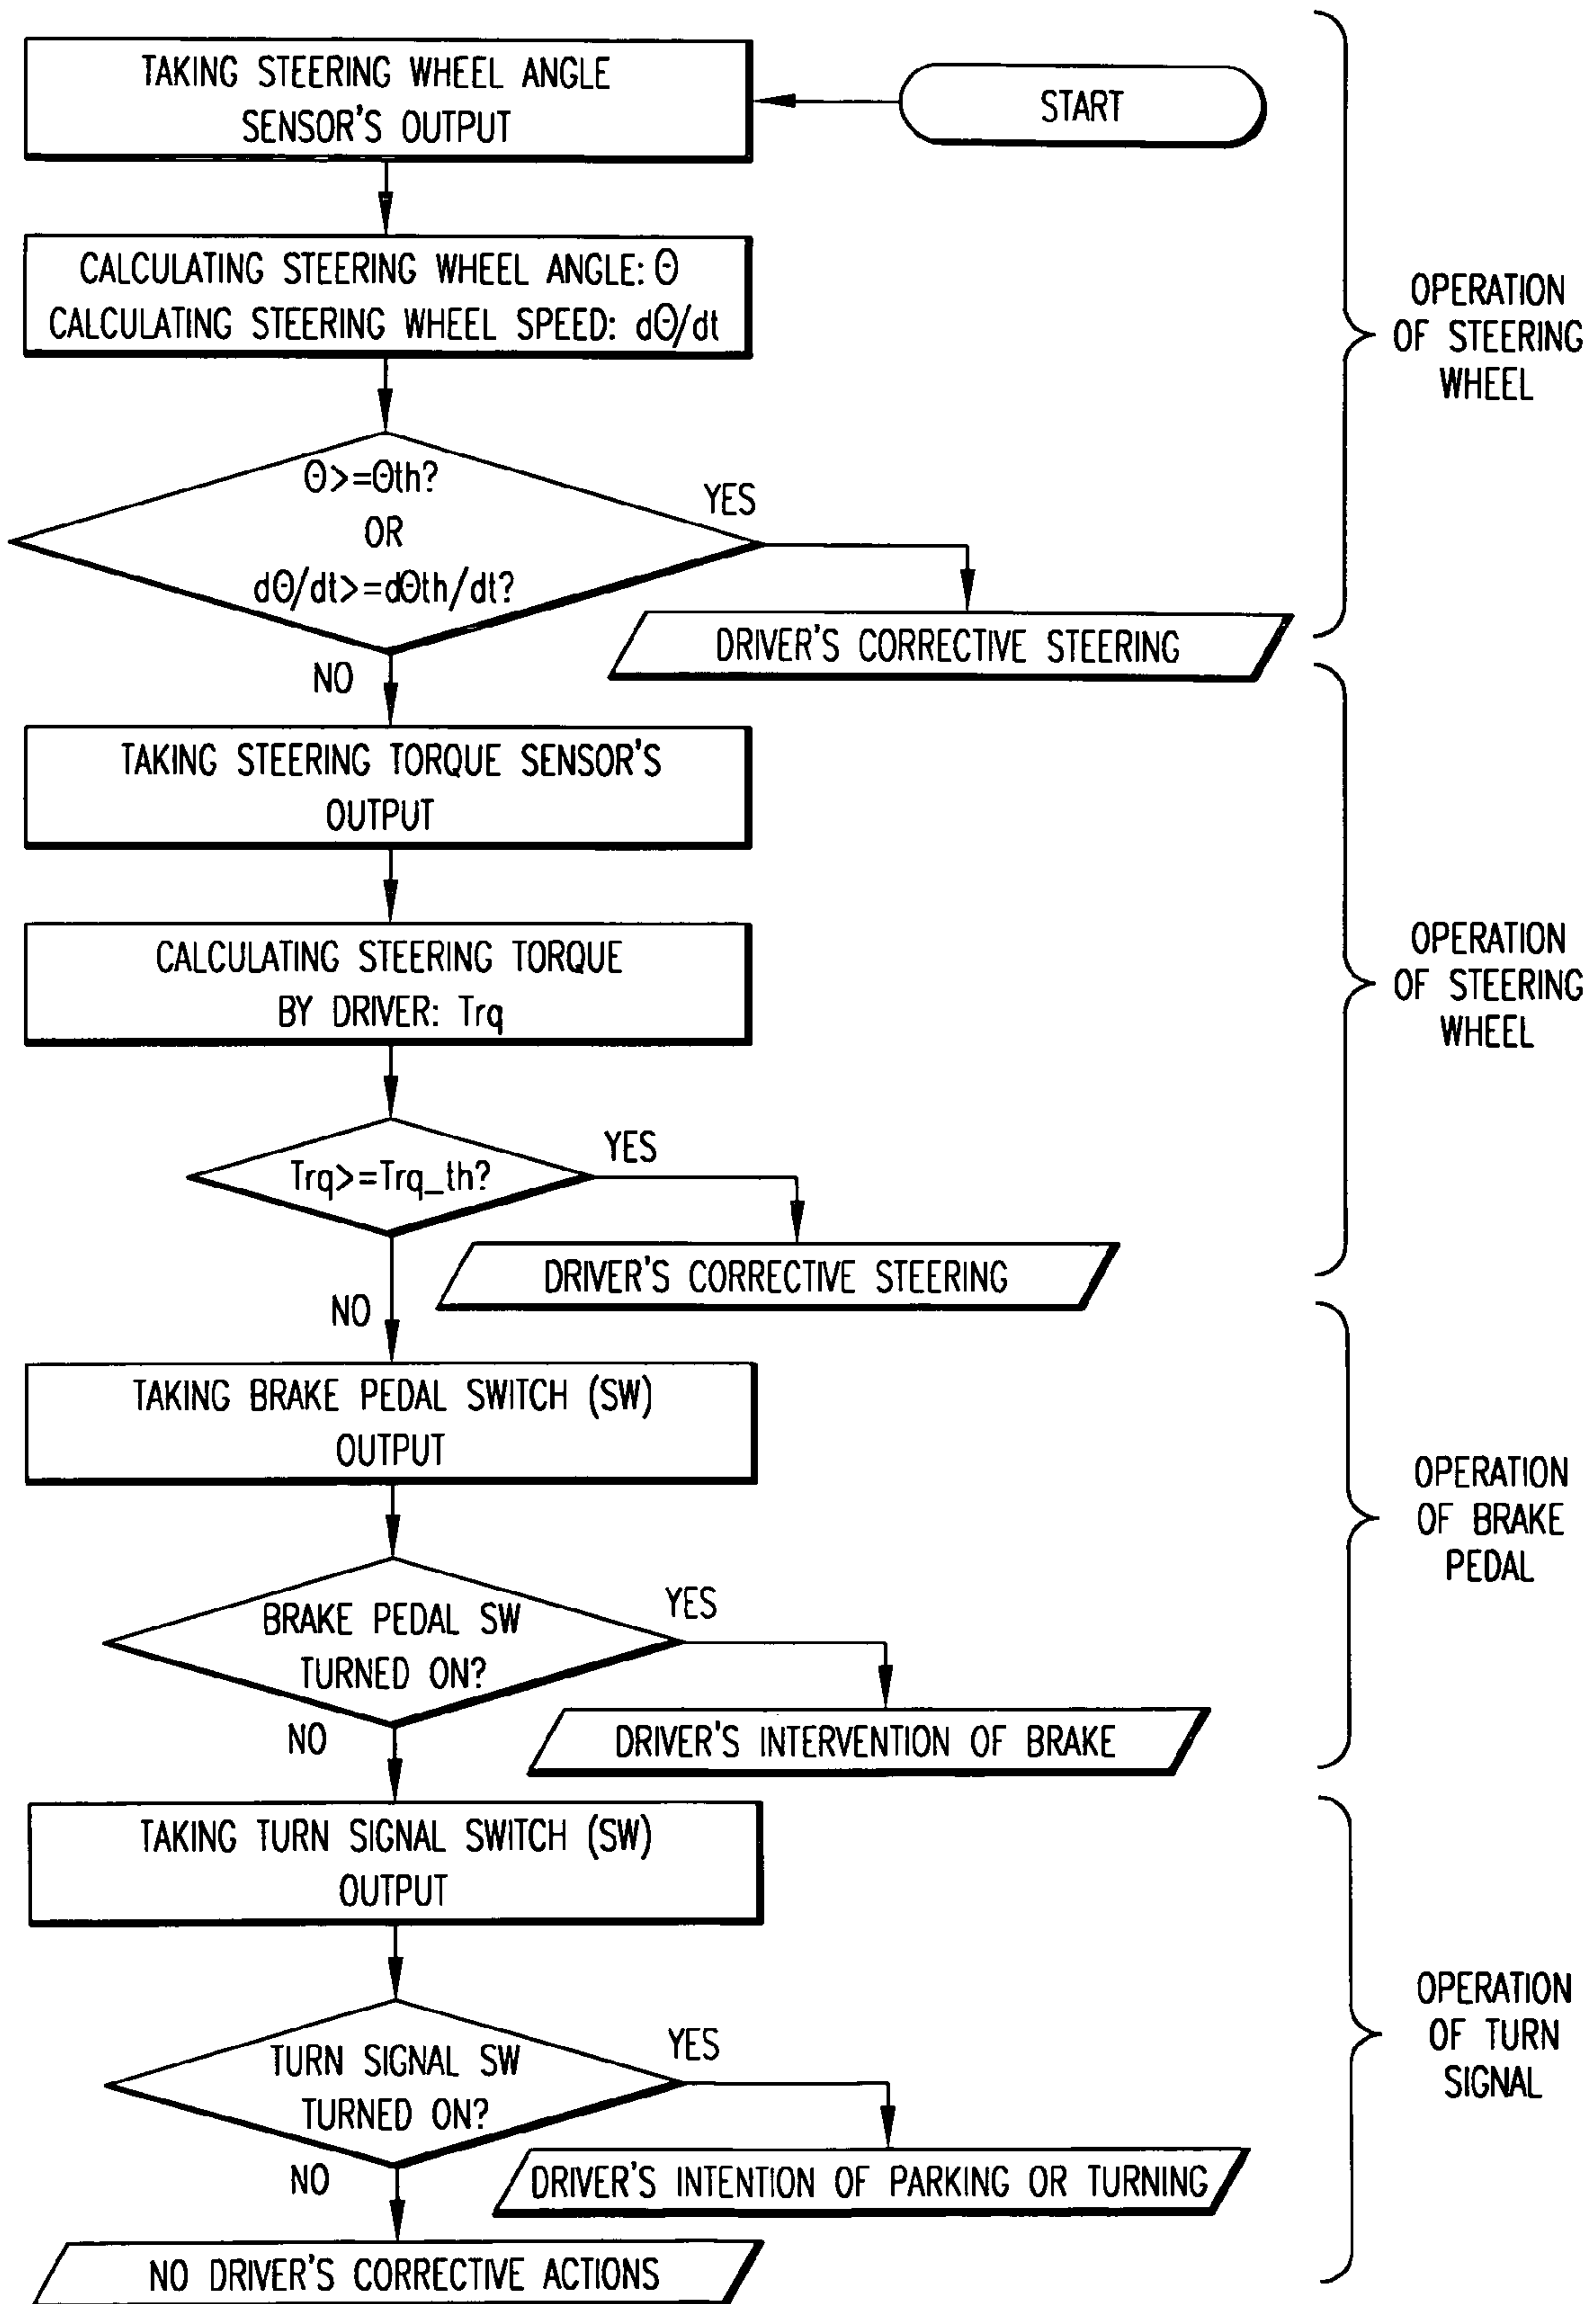 TAKING STEERING WHEEL ANGLE
SENSOR'S OUTPUT
START
CALCULATING STEERING WHEEL ANGLE: Θ
CALCULATING STEERING WHEEL SPEED: dΘ/dt
OPERATION
OF STEERING
WHEEL
Θ>=Θth?
OR
dΘ/dt>=dΘth/dt?
YES
DRIVER'S CORRECTIVE STEERING
NO
TAKING STEERING TORQUE SENSOR'S
OUTPUT
CALCULATING STEERING TORQUE
BY DRIVER: Trq
OPERATION
OF STEERING
WHEEL
Trq>=Trq_th?
YES
DRIVER'S CORRECTIVE STEERING
NO
TAKING BRAKE PEDAL SWITCH (SW)
OUTPUT
OPERATION
OF BRAKE
PEDAL
BRAKE PEDAL SW
TURNED ON?
YES
DRIVER'S INTERVENTION OF BRAKE
NO
TAKING TURN SIGNAL SWITCH (SW)
OUTPUT
OPERATION
OF TURN
SIGNAL
TURN SIGNAL SW
TURNED ON?
YES
DRIVER'S INTENTION OF PARKING OR TURNING
NO
NO DRIVER'S CORRECTIVE ACTIONS